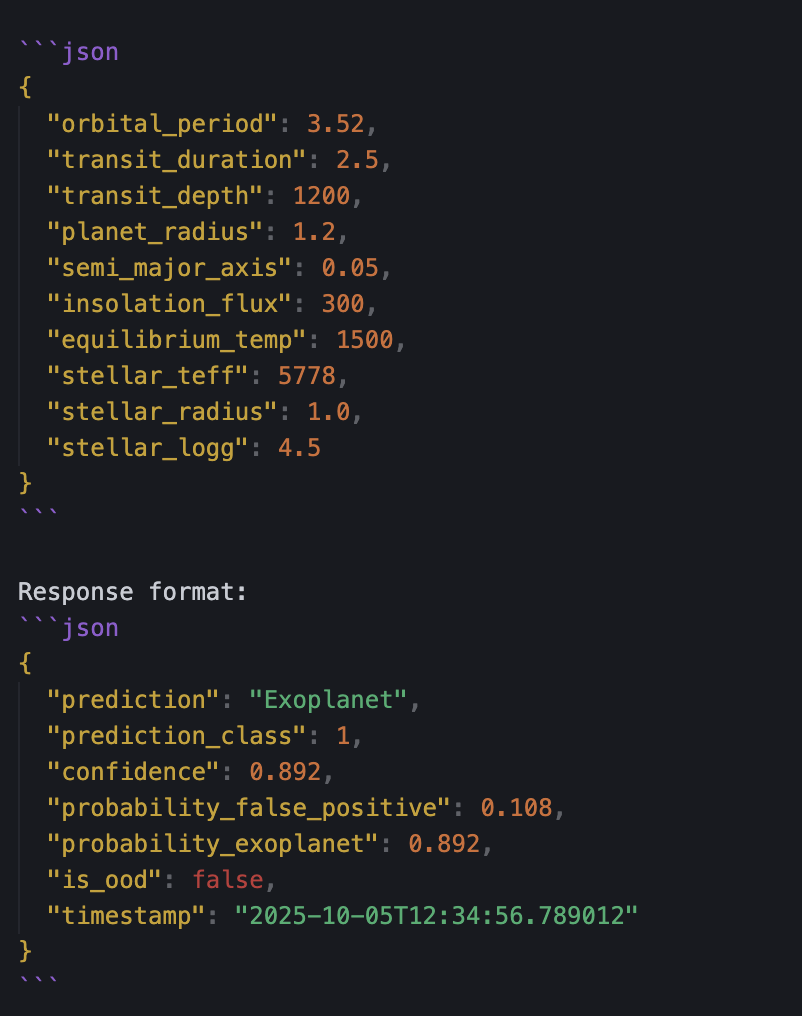 ```json
{
  "orbital_period": 3.52,
  "transit_duration": 2.5,
  "transit_depth": 1200,
  "planet_radius": 1.2,
  "semi_major_axis": 0.05,
  "insolation_flux": 300,
  "equilibrium_temp": 1500,
  "stellar_teff": 5778,
  "stellar_radius": 1.0,
  "stellar_logg": 4.5
}
```
Response format:
```json
{
  "prediction": "Exoplanet",
  "prediction_class": 1,
  "confidence": 0.892,
  "probability_false_positive": 0.108,
  "probability_exoplanet": 0.892,
  "is_ood": false,
  "timestamp": "2025-10-05T12:34:56.789012"
}
```